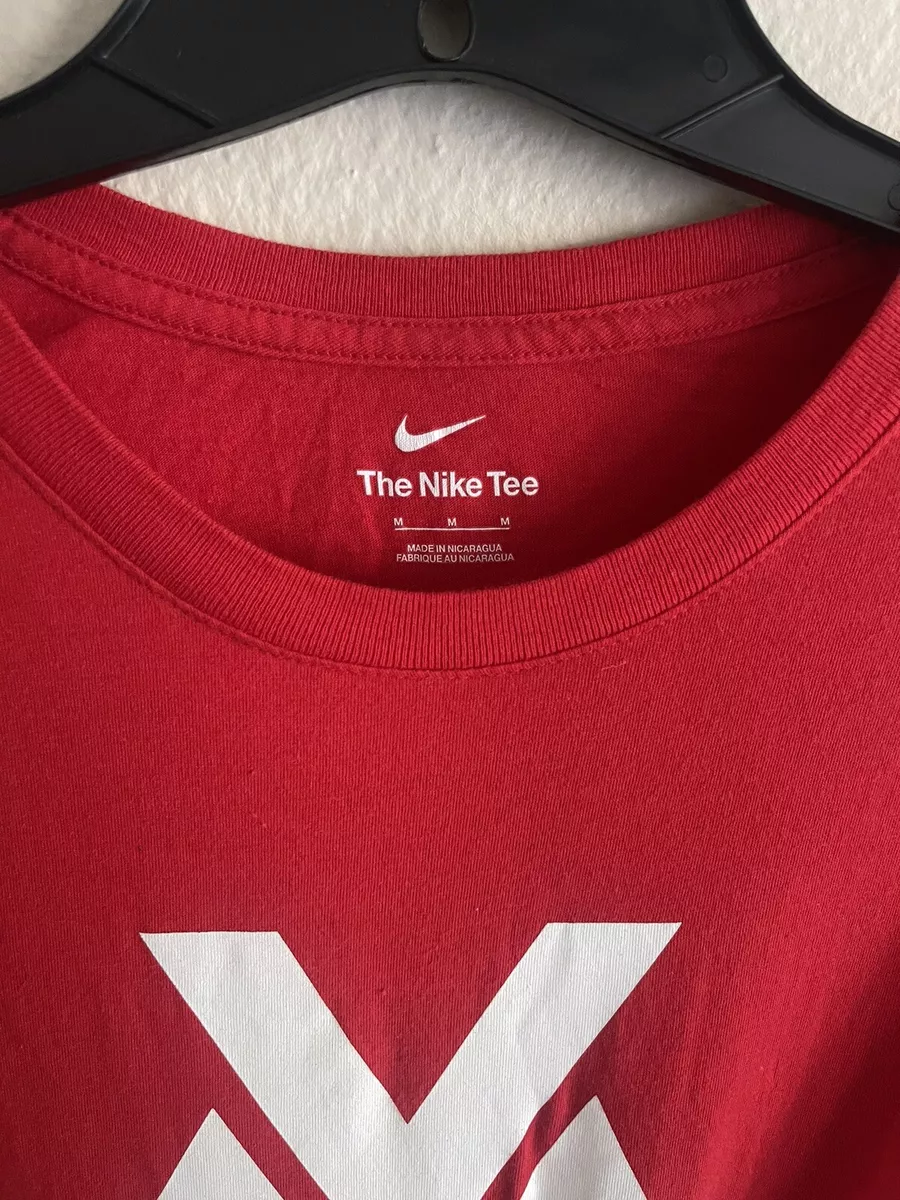 The Nike Tee
M M M
MADE IN NICARAGUA
FABRIQUE AU NICARAGUA